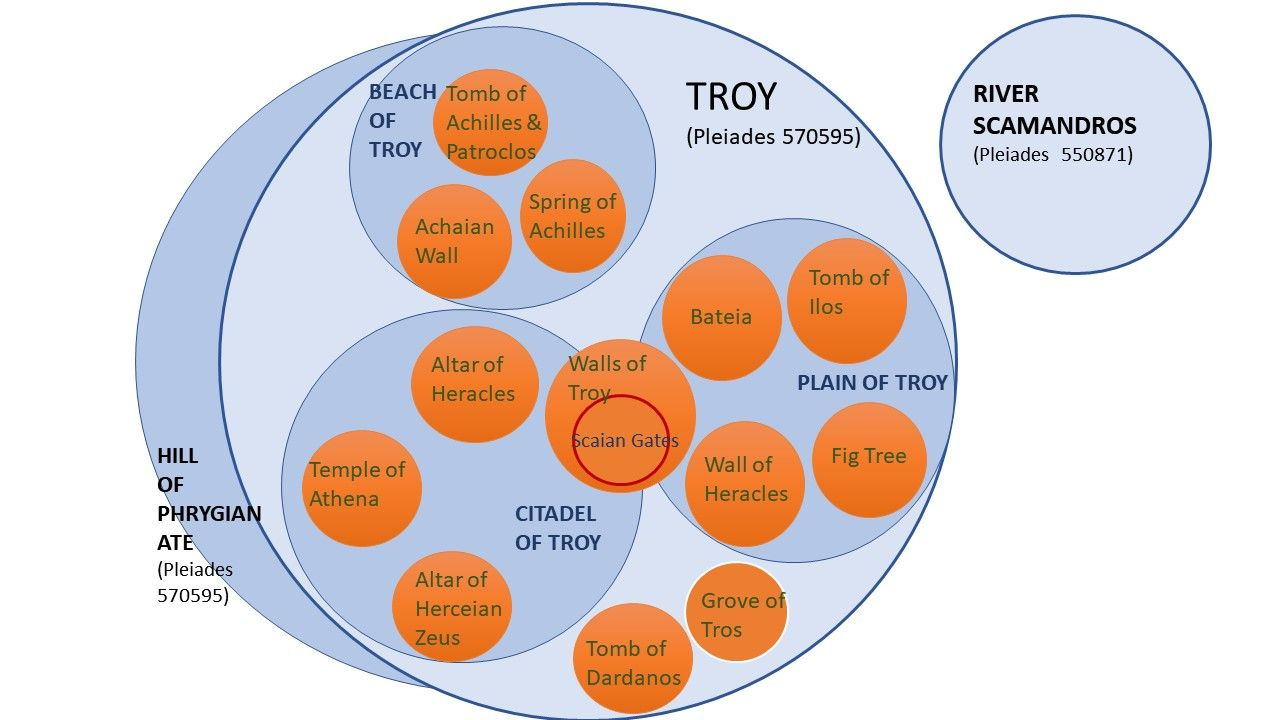 TROY
(Pleiades 570595)
RIVER
SCAMANDROS
(Pleiades 550871)
BEACH
OF
TROY
Tomb of
Achilles &
Patroclos
Spring of
Achilles
Achaian
Wall
Bateia
Tomb of
Ilos
PLAIN OF TROY
Fig Tree
Wall of
Heracles
Walls of
Troy
Scaian Gates
Altar of
Heracles
Temple of
Athena
CITADEL
OF TROY
Altar of
Herceian
Zeus
HILL
OF
PHRYGIAN
ATE
(Pleiades
570595)
Grove of
Tros
Tomb of
Dardanos